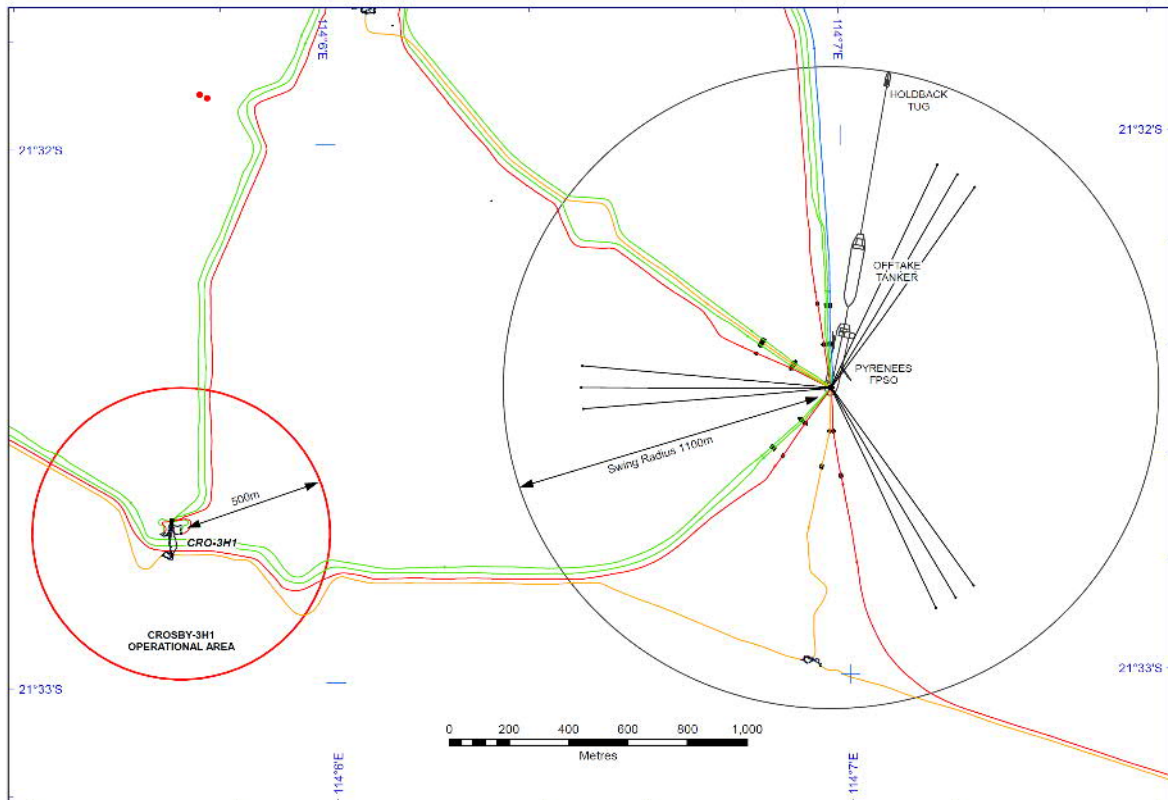 114°6'E
114°7'E
HOLDBACK
TUG
21°32'S
21°32'S
OFFTAKE
TANKER
PYRENEES
FPSO
Swing Radius 1100m
500m
CRO-3H1
CROSBY-3H1
OPERATIONAL AREA
21°33'S
21°33'S
0 200 400 600 800 1,000
Metres
114°6'E
114°7'E